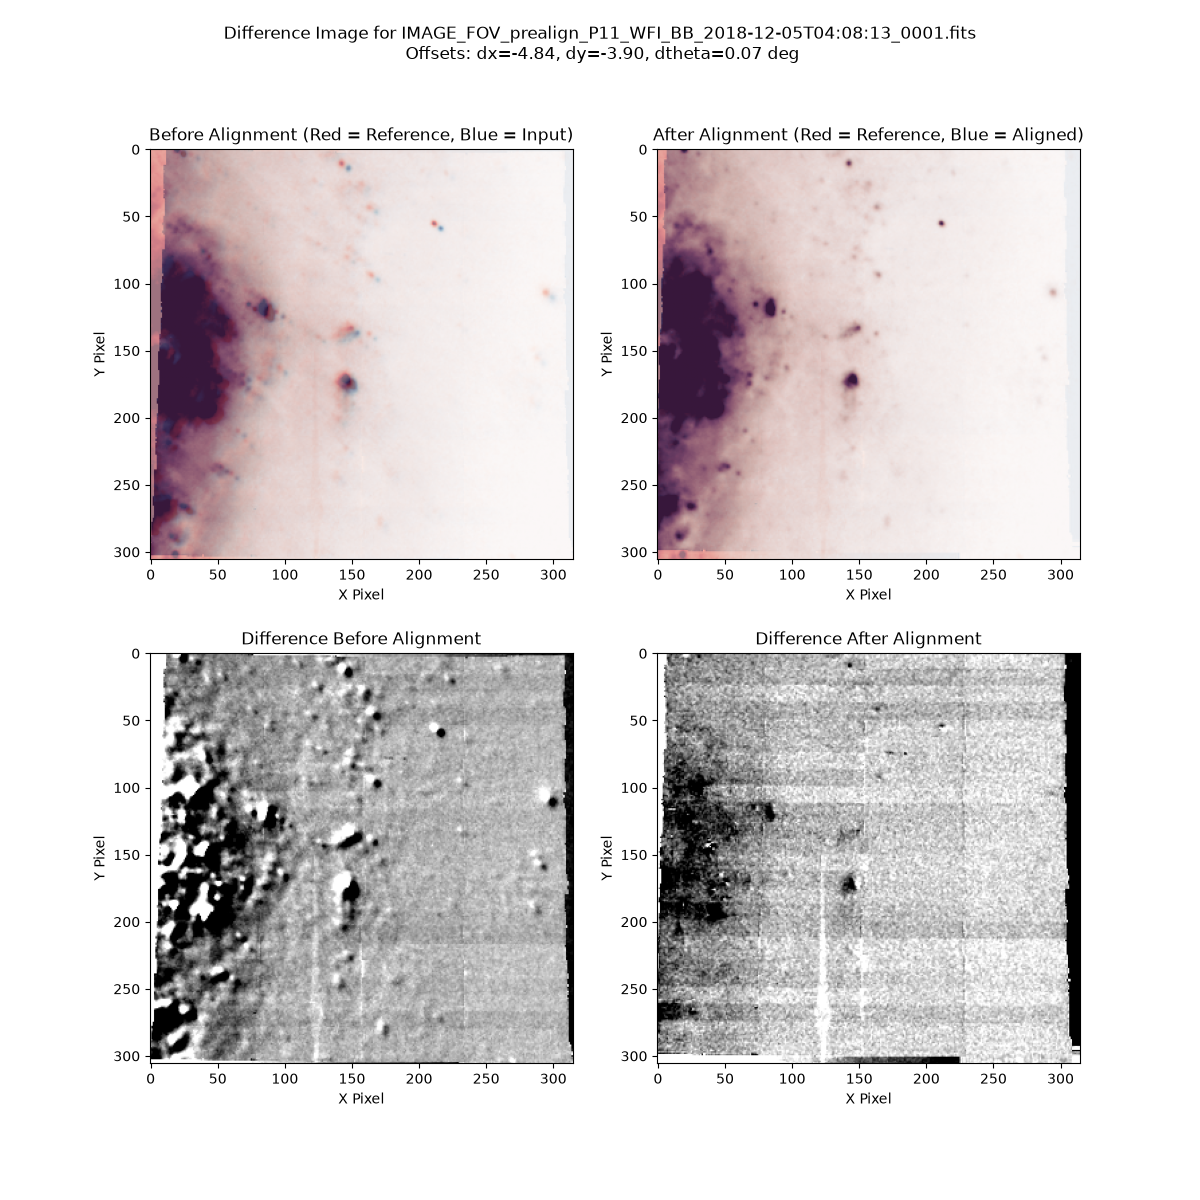 Difference Image for IMAGE_FOV_prealign_P11_WFI_BB_2018-12-05T04:08:13_0001.fits
Offsets: dx=-4.84, dy=-3.90, dtheta=0.07 deg
Before Alignment (Red = Reference, Blue = Input)
0
50
100
150
200
250
300
Y Pixel
0 50 100 150 200 250 300
X Pixel
After Alignment (Red = Reference, Blue = Aligned)
0
50
100
150
200
250
300
Y Pixel
0 50 100 150 200 250 300
X Pixel
Difference Before Alignment
0
50
100
150
200
250
300
Y Pixel
0 50 100 150 200 250 300
X Pixel
Difference After Alignment
0
50
100
150
200
250
300
Y Pixel
0 50 100 150 200 250 300
X Pixel